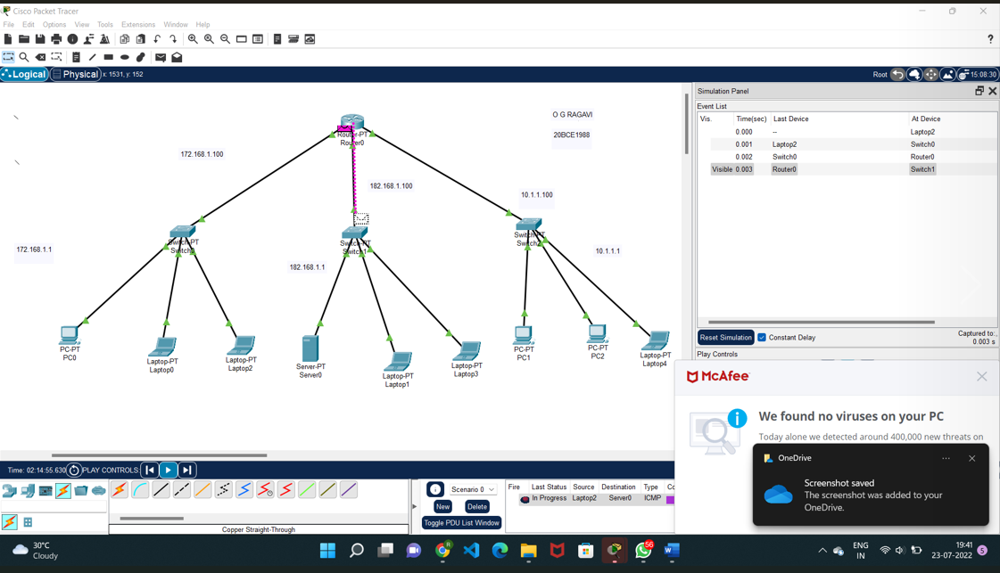 Cisco Packet Tracer
File Edit Options View Tools Extensions Window Help
?
Logical Physical x: 1531, y: 152 Root 15:08:30
Simulation Panel
Event List
Vis. Time(sec) Last Device At Device
0.000 -- Laptop2
0.001 Laptop2 Switch0
0.002 Switch0 Router0
Visible 0.003 Router0 Switch1
O G RAGAVI
20BCE1988
Router-PT
Router0
172.168.1.100
182.168.1.100
10.1.1.100
Switch-PT
Switch0
Switch-PT
Switch1
Switch-PT
Switch2
172.168.1.1
182.168.1.1
10.1.1.1
PC-PT
PC0
Laptop-PT
Laptop0
Laptop-PT
Laptop2
Server-PT
Server0
Laptop-PT
Laptop1
Laptop-PT
Laptop3
PC-PT
PC1
PC-PT
PC2
Laptop-PT
Laptop4
Reset Simulation Constant Delay Captured to:
0.003 s
Play Controls
McAfee
We found no viruses on your PC
Today alone we detected around 400,000 new threats on
OneDrive
Screenshot saved
The screenshot was added to your
OneDrive.
Time: 02:14:55.630 PLAY CONTROLS:
Scenario 0
New Delete
Toggle PDU List Window
Fire Last Status Source Destination Type Co
In Progress Laptop2 Server0 ICMP
Copper Straight-Through
30°C
Cloudy
R
56
ENG
IN
19:41
23-07-2022
5